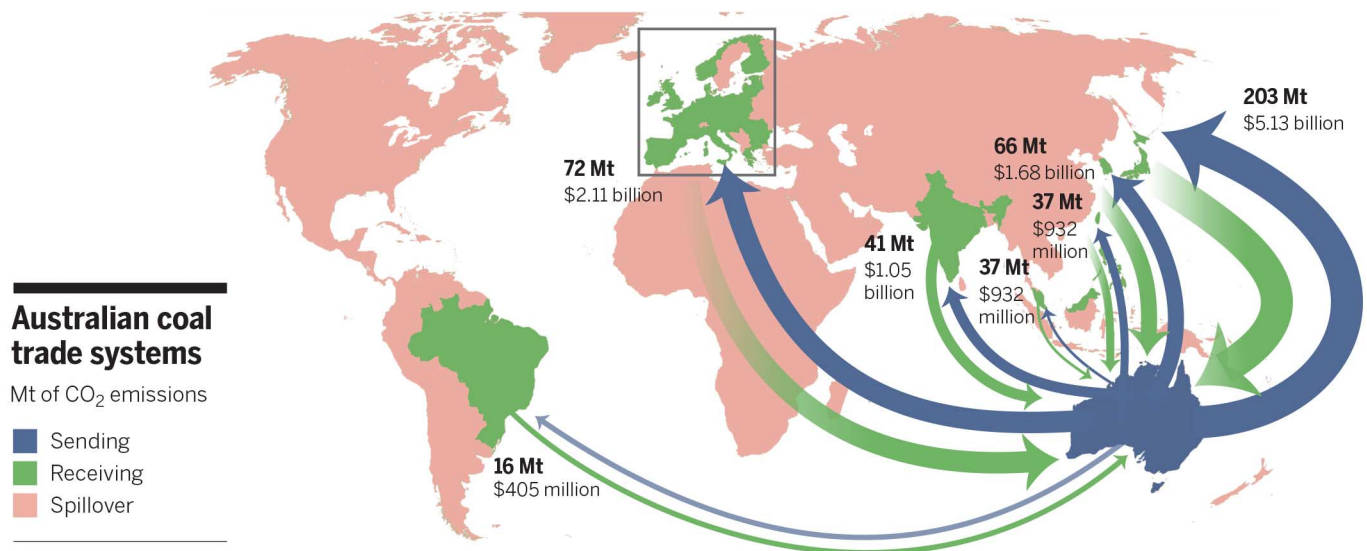 Australian coal
trade systems
Mt of CO₂ emissions
Sending
Receiving
Spillover
72 Mt
$2.11 billion
16 Mt
$405 million
41 Mt
$1.05
billion
37 Mt
$932
million
66 Mt
$1.68 billion
37 Mt
$932
million
203 Mt
$5.13 billion